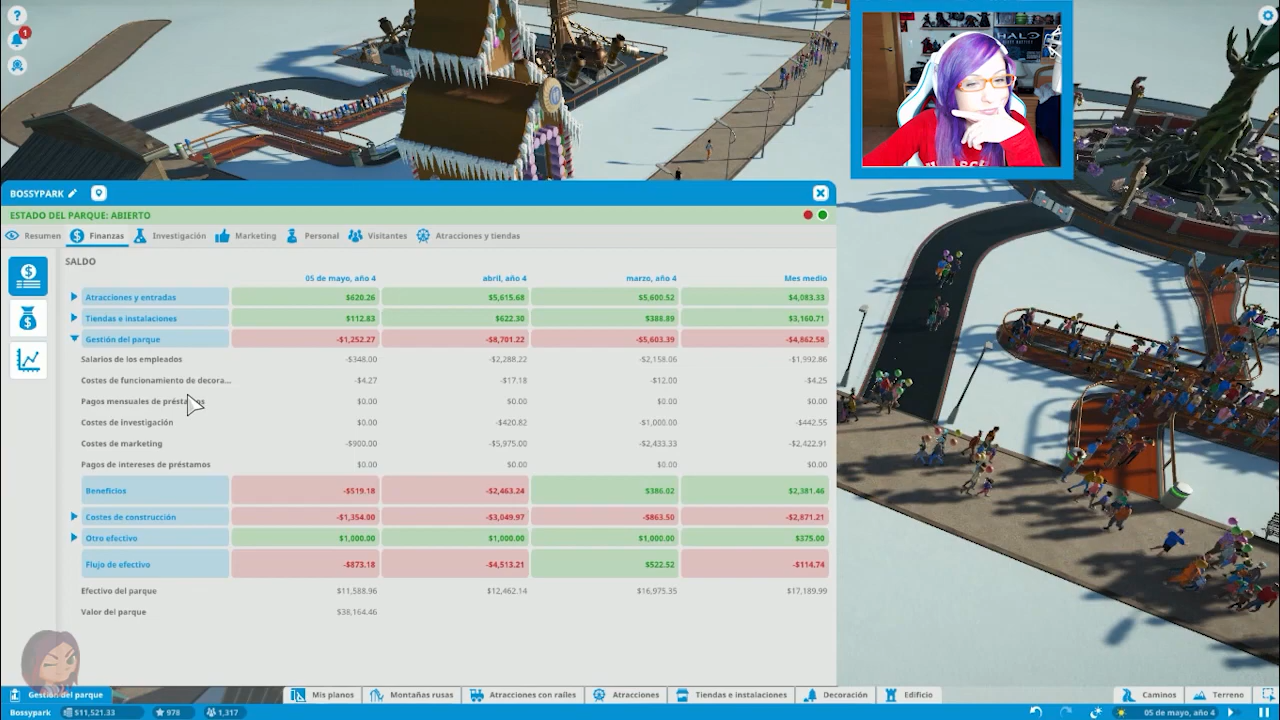 ?
1
HALO
BOSSYPARK
ESTADO DEL PARQUE: ABIERTO
Resumen Finanzas Investigación Marketing Personal Visitantes Atracciones y tiendas
SALDO
05 de mayo, año 4 abril, año 4 marzo, año 4 Mes medio
Atracciones y entradas $620.26 $5,615.68 $5,600.52 $4,083.33
Tiendas e instalaciones $112.83 $622.30 $388.89 $3,160.71
Gestión del parque -$1,252.27 -$8,701.22 -$5,603.39 -$4,862.58
Salarios de los empleados -$348.00 -$2,288.22 -$2,158.06 -$1,992.86
Costes de funcionamiento de decora... -$4.27 -$17.18 -$12.00 -$4.25
Pagos mensuales de préstamos $0.00 $0.00 $0.00 $0.00
Costes de investigación $0.00 -$420.82 -$1,000.00 -$442.55
Costes de marketing -$900.00 -$5,975.00 -$2,433.33 -$2,422.91
Pagos de intereses de préstamos $0.00 $0.00 $0.00 $0.00
Beneficios -$519.18 -$2,463.24 $386.02 $2,381.46
Costes de construcción -$1,354.00 -$3,049.97 -$863.50 -$2,871.21
Otro efectivo $1,000.00 $1,000.00 $1,000.00 $375.00
Flujo de efectivo -$873.18 -$4,513.21 $522.52 -$114.74
Efectivo del parque $11,588.96 $12,462.14 $16,975.35 $17,189.99
Valor del parque $38,164.46
Gestión del parque Mis planos Montañas rusas Atracciones con raíles Atracciones Tiendas e instalaciones Decoración Edificio Caminos Terreno
Bossypark $11,521.33 978 1,317 05 de mayo, año 4